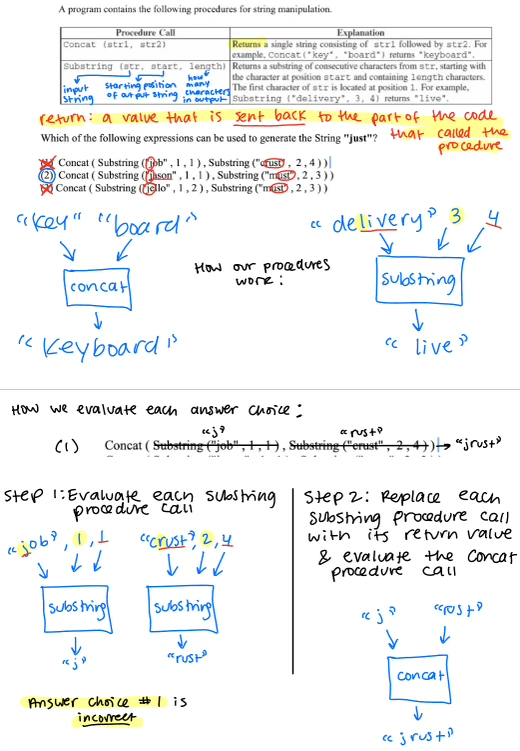 A program contains the following procedures for string manipulation.
Procedure Call Explanation
Concat (str1, str2) Returns a single string consisting of str1 followed by str2. For
example, Concat("key", "board") returns "keyboard".
Substring (str, start, length) Returns a substring of consecutive characters from str, starting with
the character at position start and containing length characters.
The first character of str is located at position 1. For example,
Substring ("delivery", 3, 4) returns "live".
input string
starting position of output string
how many characters in output
return: a value that is sent back to the part of the code
that called the procedure
Which of the following expressions can be used to generate the String "just"?
(1) Concat ( Substring ("job" , 1 , 1 ) , Substring ("crust" , 2 , 4 ) )
(2) Concat ( Substring ("jason" , 1 , 1 ) , Substring ("must" , 2 , 3 ) )
(3) Concat ( Substring ("jello" , 1 , 2 ) , Substring ("must" , 2 , 3 ) )
"key" "board"
concat
"keyboard"
How our procedures
work:
"delivery" 3 4
substring
"live"
How we evaluate each answer choice:
"j" "rust"
(1) Concat ( Substring ("job" , 1 , 1 ) , Substring ("crust" , 2 , 4 ) ) → "jrust"
Step 1: Evaluate each substring
procedure call
"job", 1, 1 "crust", 2, 4
substring substring
"j" "rust"
Answer choice #1 is
incorrect
Step 2: Replace each
substring procedure call
with its return value
& evaluate the concat
procedure call
"j" "rust"
concat
"jrust"